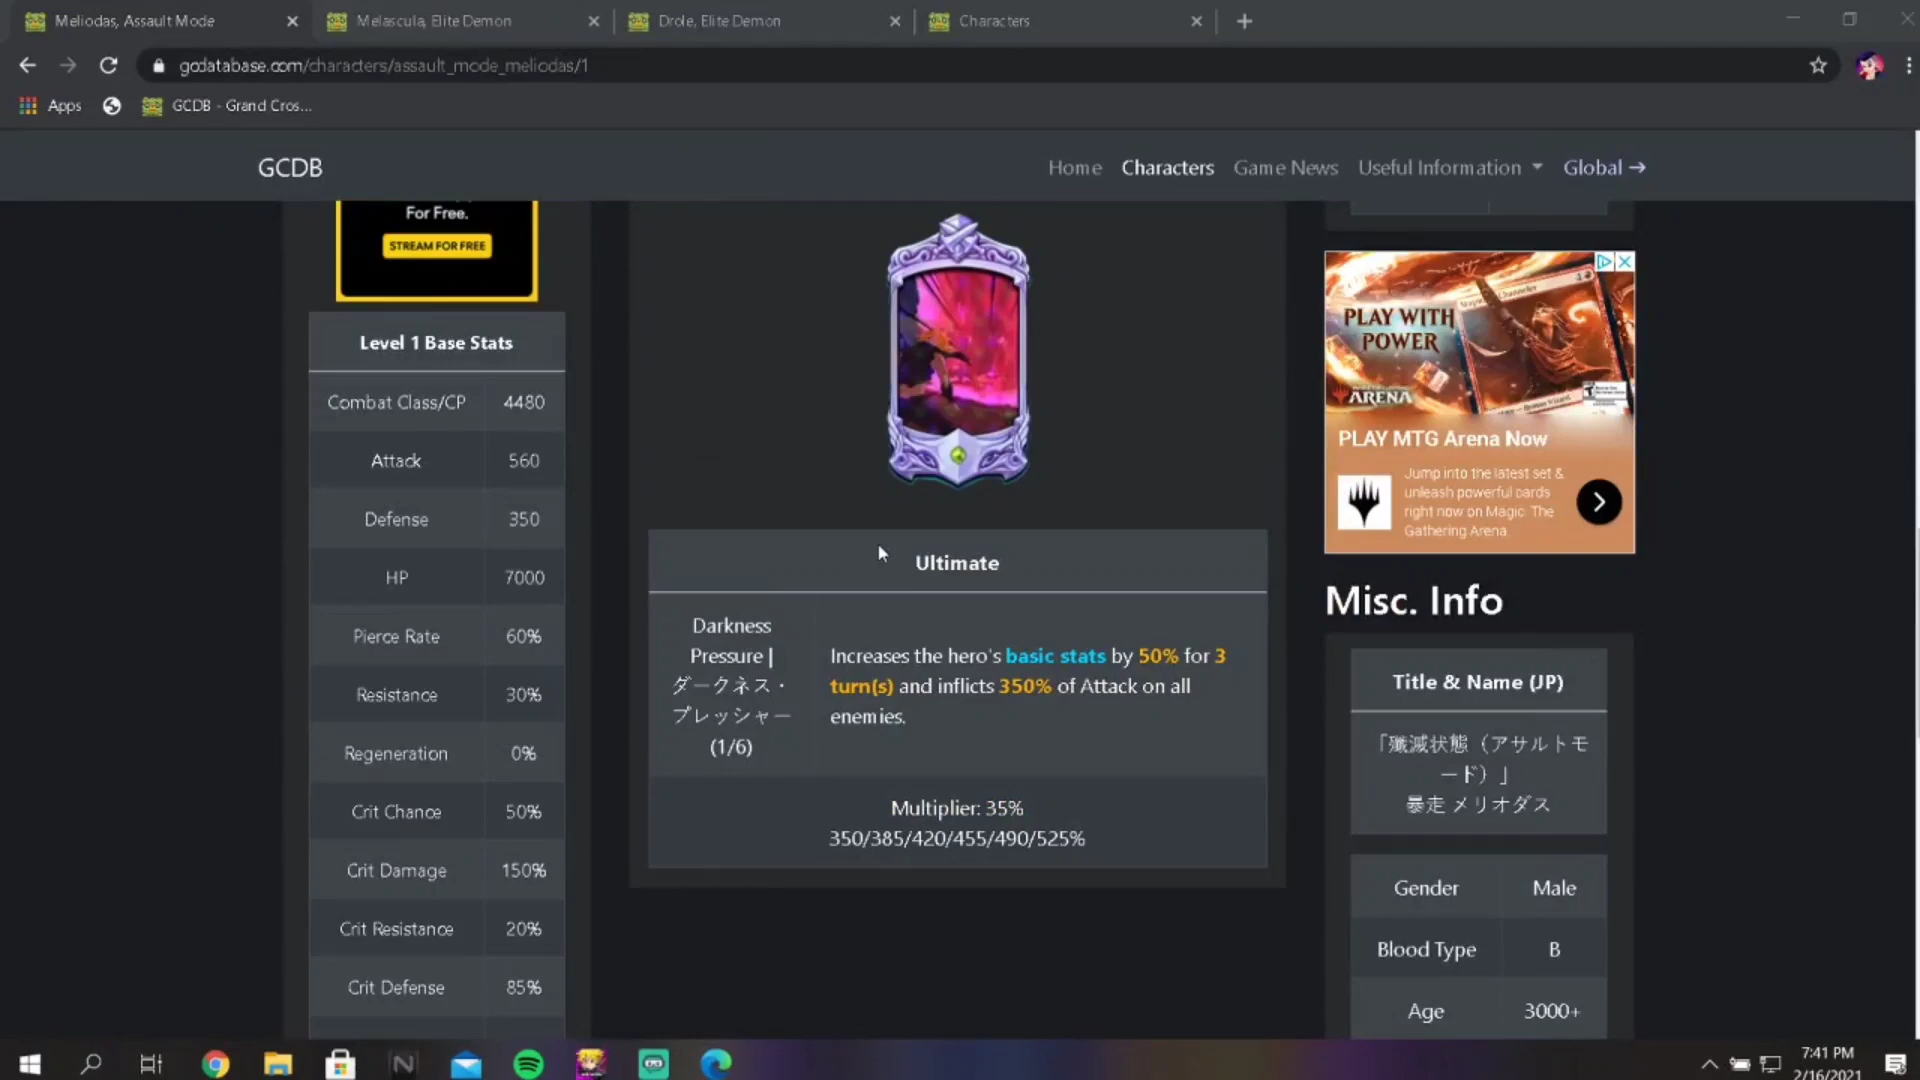 Meliodas, Assault Mode
Melascula, Elite Demon
Drole, Elite Demon
Characters
gcdatabase.com/characters/assault_mode_meliodas/1
Apps
GCDB - Grand Cros...
GCDB
Home
Characters
Game News
Useful Information
Global →
For Free.
STREAM FOR FREE
Level 1 Base Stats
Combat Class/CP 4480
Attack 560
Defense 350
HP 7000
Pierce Rate 60%
Resistance 30%
Regeneration 0%
Crit Chance 50%
Crit Damage 150%
Crit Resistance 20%
Crit Defense 85%
Ultimate
Darkness
Pressure |
ダークネス・
プレッシャー
(1/6)
Increases the hero's basic stats by 50% for 3
turn(s) and inflicts 350% of Attack on all
enemies.
Multiplier: 35%
350/385/420/455/490/525%
PLAY WITH
POWER
ARENA
PLAY MTG Arena Now
Jump into the latest set &
unleash powerful cards
right now on Magic: The
Gathering Arena.
Misc. Info
Title & Name (JP)
「殲滅状態（アサルトモ
ード）」
暴走 メリオダス
Gender Male
Blood Type B
Age 3000+
7:41 PM
2/16/2021